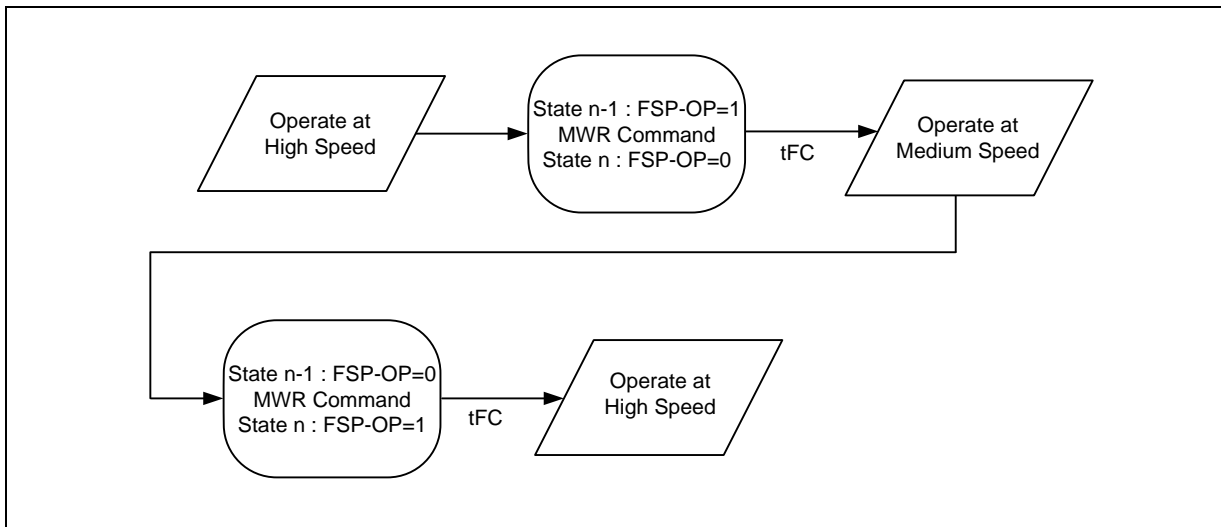 Operate at
High Speed
State n-1 : FSP-OP=1
MWR Command
State n : FSP-OP=0
tFC
Operate at
Medium Speed
State n-1 : FSP-OP=0
MWR Command
State n : FSP-OP=1
tFC
Operate at
High Speed